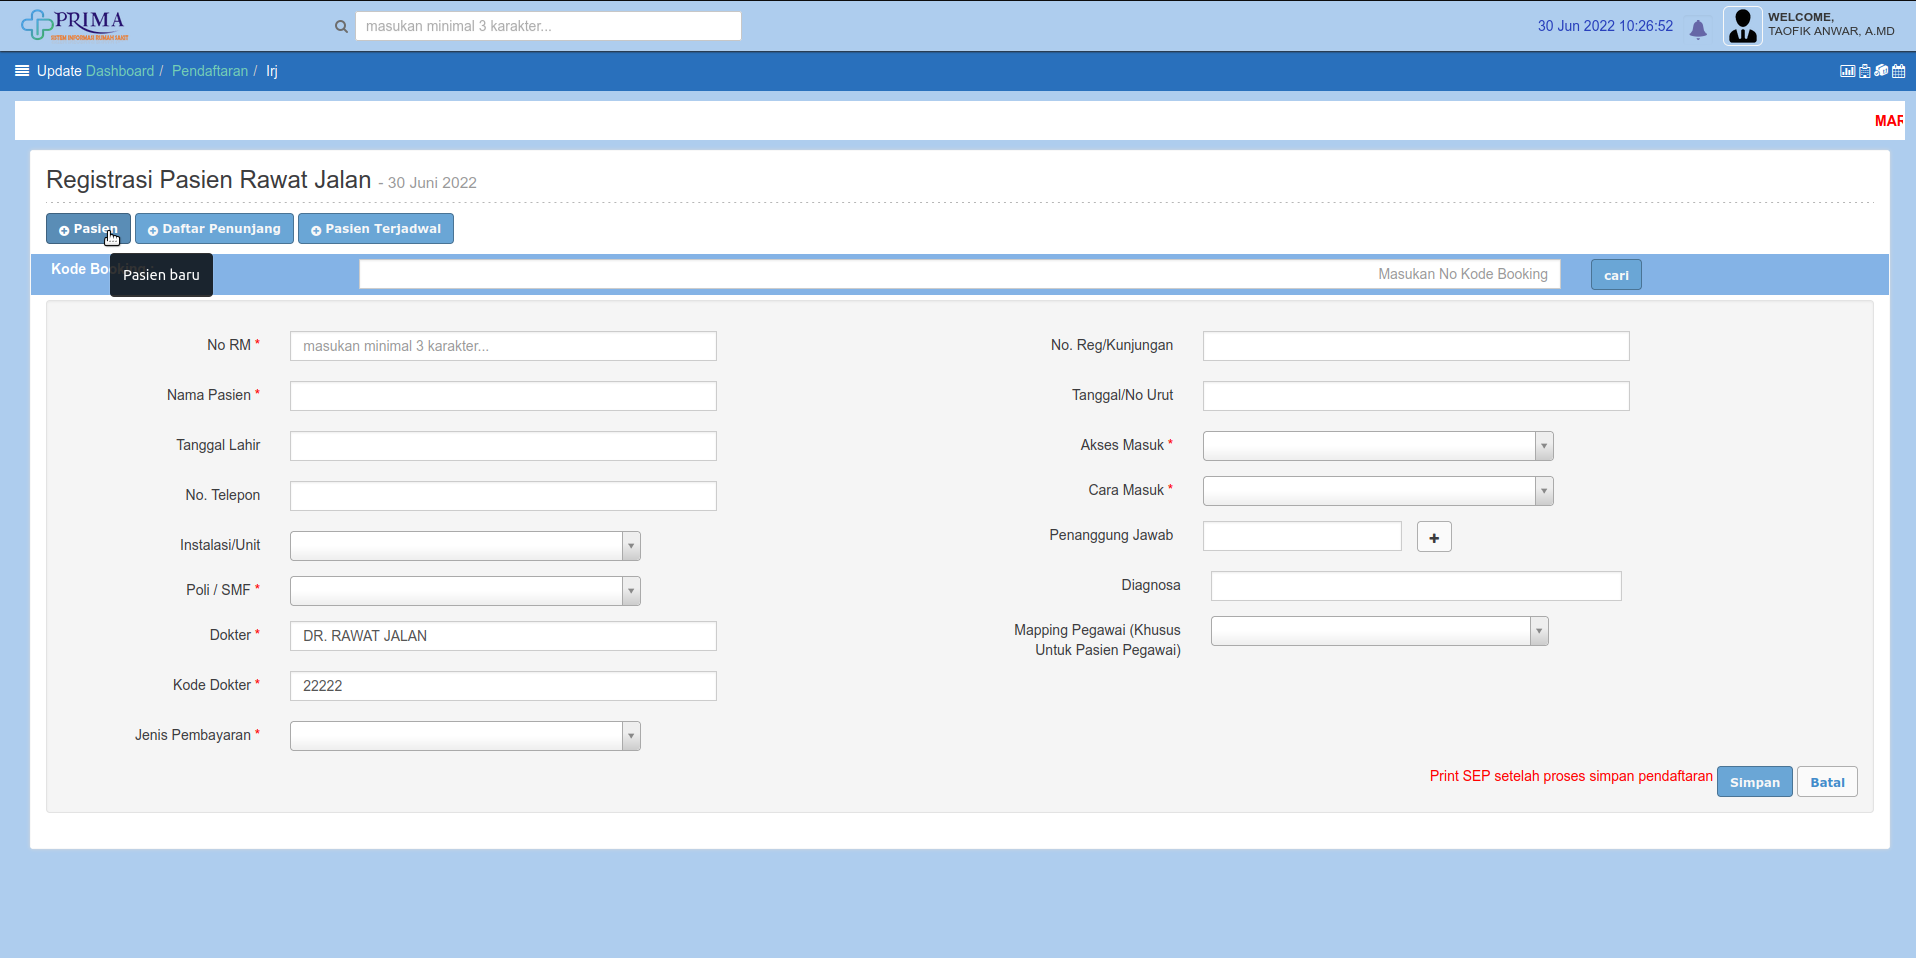 PRIMA
SISTEM INFORMASI RUMAH SAKIT
masukan minimal 3 karakter...
30 Jun 2022 10:26:52
WELCOME,
TAOFIK ANWAR, A.MD
Update Dashboard / Pendaftaran / Irj
MAR
Registrasi Pasien Rawat Jalan - 30 Juni 2022
Pasien Daftar Penunjang Pasien Terjadwal
Kode Bo Masukan No Kode Booking cari
Pasien baru
No RM * masukan minimal 3 karakter... No. Reg/Kunjungan
Nama Pasien * Tanggal/No Urut
Tanggal Lahir Akses Masuk *
No. Telepon Cara Masuk *
Instalasi/Unit Penanggung Jawab +
Poli / SMF * Diagnosa
Dokter * DR. RAWAT JALAN Mapping Pegawai (Khusus
Untuk Pasien Pegawai)
Kode Dokter * 22222
Jenis Pembayaran *
Print SEP setelah proses simpan pendaftaran Simpan Batal